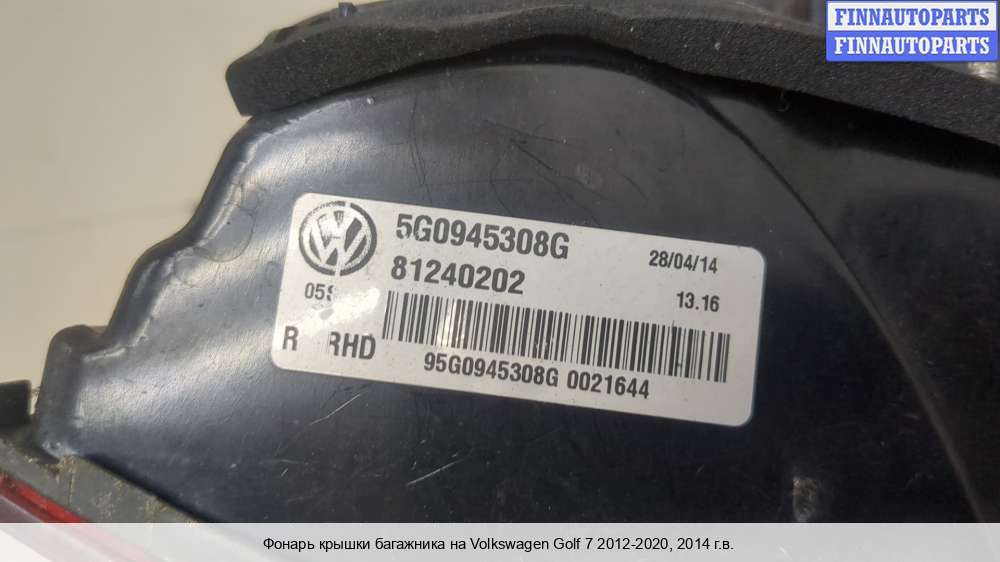 FINNAUTOPARTS
FINNAUTOPARTS
5G0945308G
28/04/14
81240202
13.16
R RHD
95G0945308G 0021644
Фонарь крышки багажника на Volkswagen Golf 7 2012-2020, 2014 г.в.